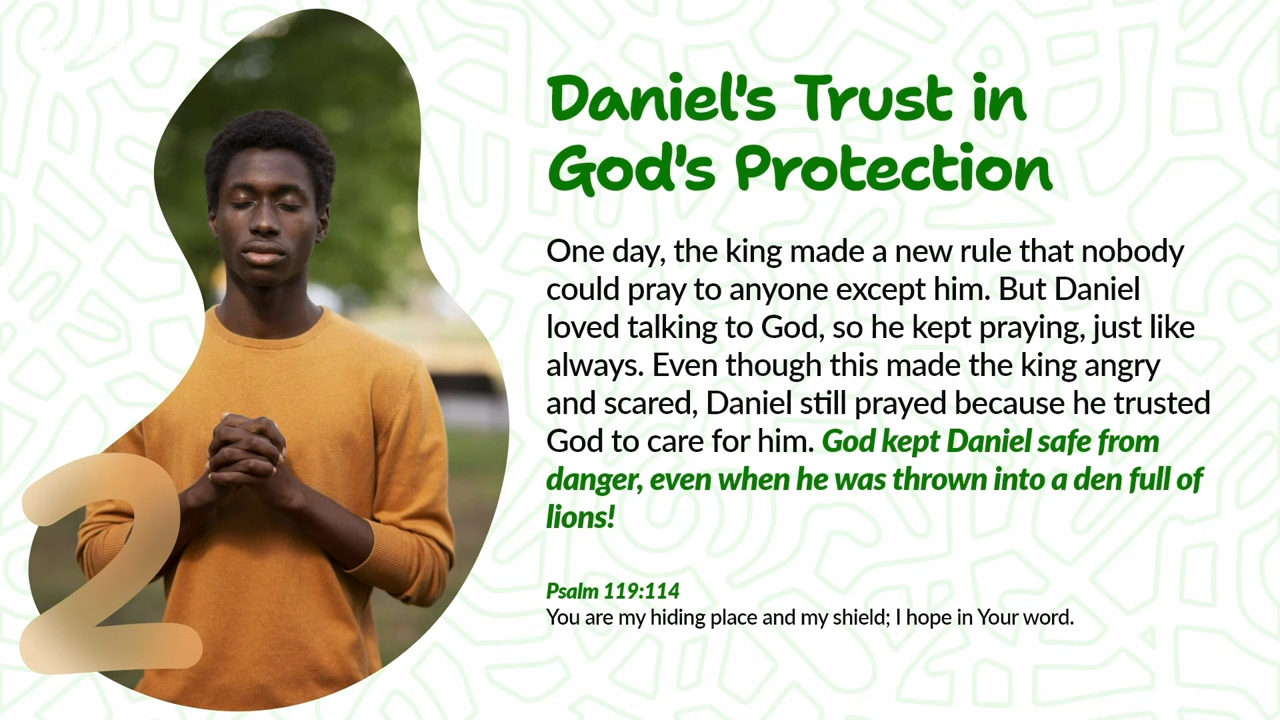 Daniel's Trust in
God's Protection
One day, the king made a new rule that nobody
could pray to anyone except him. But Daniel
loved talking to God, so he kept praying, just like
always. Even though this made the king angry
and scared, Daniel still prayed because he trusted
God to care for him. God kept Daniel safe from
danger, even when he was thrown into a den full of
lions!
2
Psalm 119:114
You are my hiding place and my shield; I hope in Your word.